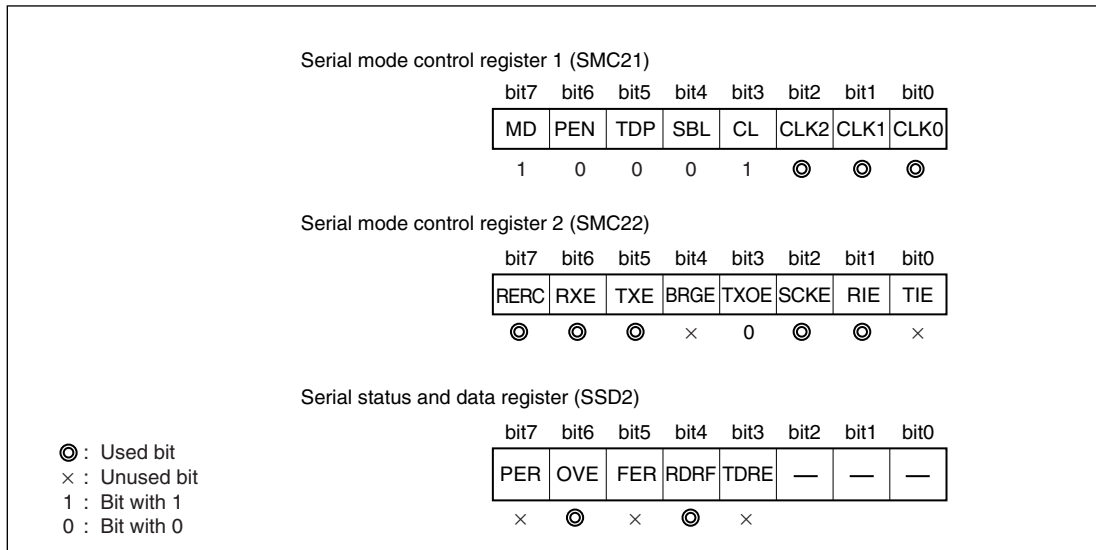 Serial mode control register 1 (SMC21)
bit7 bit6 bit5 bit4 bit3 bit2 bit1 bit0
MD PEN TDP SBL CL CLK2 CLK1 CLK0
1 0 0 0 1 ◎ ◎ ◎
Serial mode control register 2 (SMC22)
bit7 bit6 bit5 bit4 bit3 bit2 bit1 bit0
RERC RXE TXE BRGE TXOE SCKE RIE TIE
◎ ◎ ◎ × 0 ◎ ◎ ×
Serial status and data register (SSD2)
bit7 bit6 bit5 bit4 bit3 bit2 bit1 bit0
PER OVE FER RDRF TDRE — — —
× ◎ × ◎ ×
◎ : Used bit
× : Unused bit
1 : Bit with 1
0 : Bit with 0